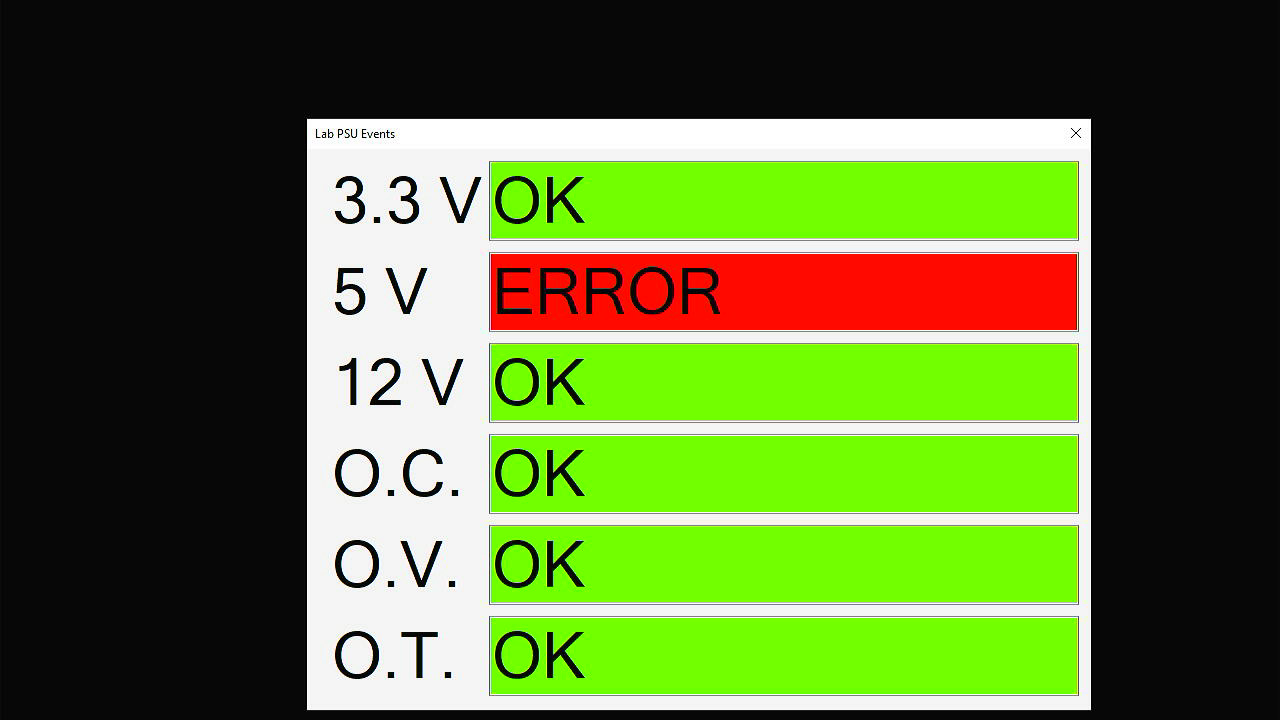 Lab PSU Events
3.3 V OK
5 V ERROR
12 V OK
O.C. OK
O.V. OK
O.T. OK